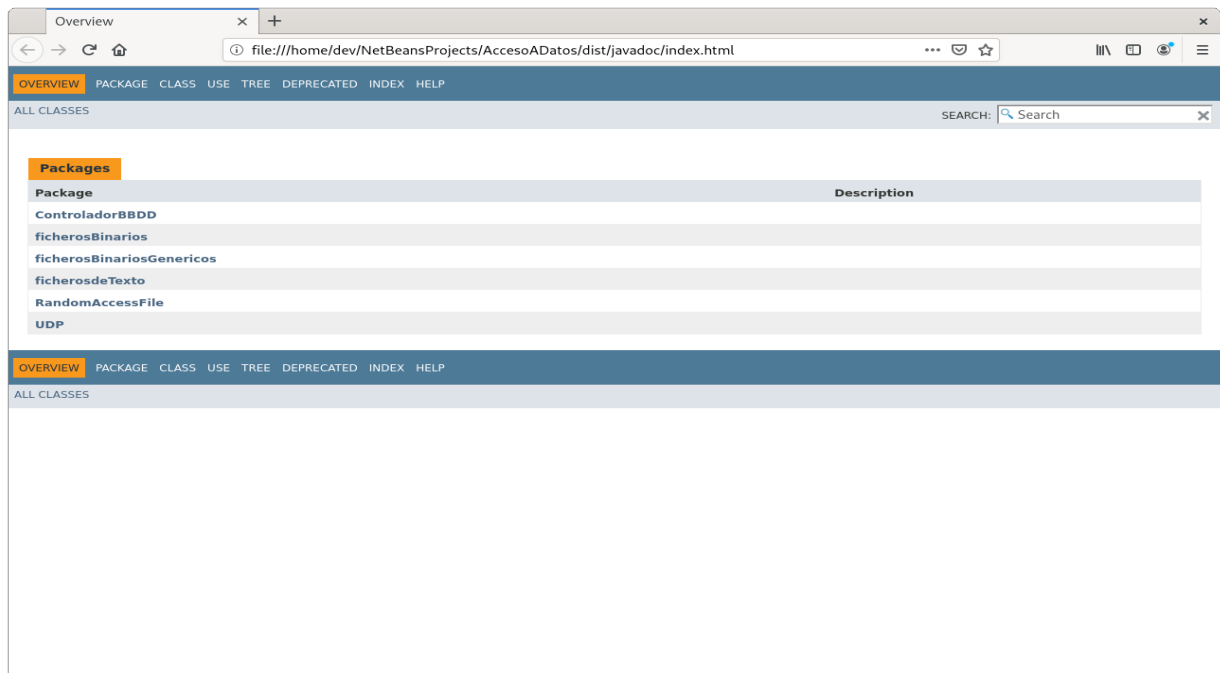 Overview
file:///home/dev/NetBeansProjects/AccesoADatos/dist/javadoc/index.html
OVERVIEW PACKAGE CLASS USE TREE DEPRECATED INDEX HELP
ALL CLASSES
SEARCH: Search
Packages
Package Description
ControladorBBDD
ficherosBinarios
ficherosBinariosGenericos
ficherosdeTexto
RandomAccessFile
UDP
OVERVIEW PACKAGE CLASS USE TREE DEPRECATED INDEX HELP
ALL CLASSES